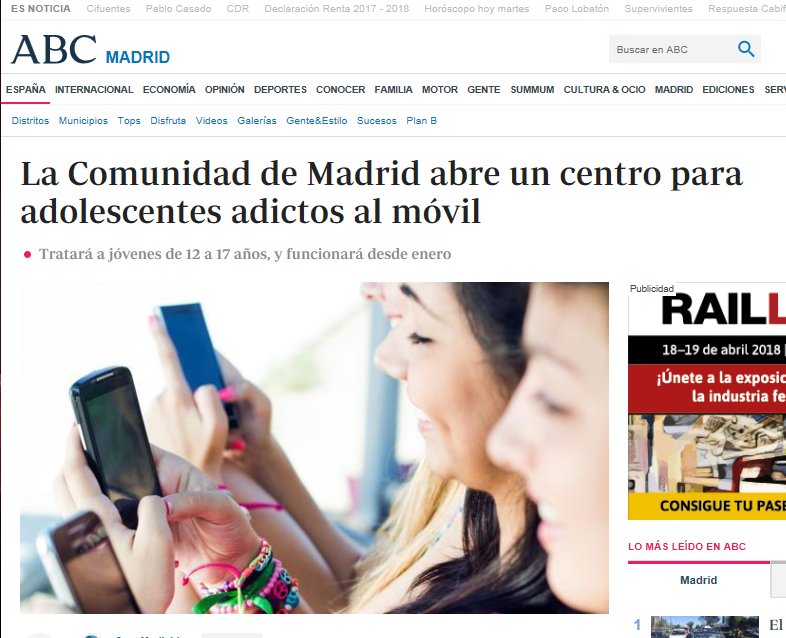 ES NOTICIA Cifuentes Pablo Casado CDR Declaración Renta 2017 - 2018 Horóscopo hoy martes Paco Lobatón Supervivientes Respuesta Cabif
ABC MADRID
Buscar en ABC
ESPAÑA INTERNACIONAL ECONOMÍA OPINIÓN DEPORTES CONOCER FAMILIA MOTOR GENTE SUMMUM CULTURA & OCIO MADRID EDICIONES SERV
Distritos Municipios Tops Disfruta Videos Galerías Gente&Estilo Sucesos Plan B
La Comunidad de Madrid abre un centro para
adolescentes adictos al móvil
Tratará a jóvenes de 12 a 17 años, y funcionará desde enero
Publicidad
RAILL
18–19 de abril 2018 |
¡Únete a la exposic
la industria fe
CONSIGUE TU PASE
LO MÁS LEÍDO EN ABC
Madrid
1 El